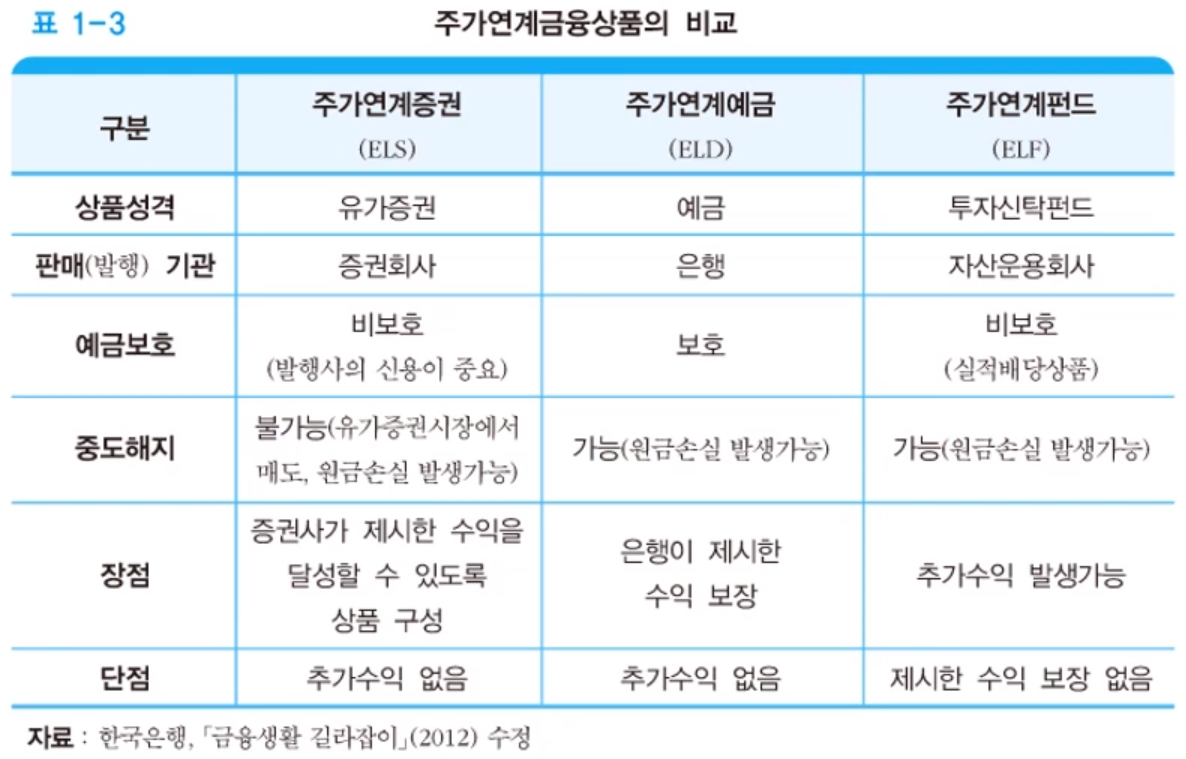 표 1-3 주가연계금융상품의 비교
구분 주가연계증권 (ELS) 주가연계예금 (ELD) 주가연계펀드 (ELF)
상품성격 유가증권 예금 투자신탁펀드
판매(발행) 기관 증권회사 은행 자산운용회사
예금보호 비보호 (발행사의 신용이 중요) 보호 비보호 (실적배당상품)
중도해지 불가능(유가증권시장에서 매도, 원금손실 발생가능) 가능(원금손실 발생가능) 가능(원금손실 발생가능)
장점 증권사가 제시한 수익을 달성할 수 있도록 상품 구성 은행이 제시한 수익 보장 추가수익 발생가능
단점 추가수익 없음 추가수익 없음 제시한 수익 보장 없음
자료 : 한국은행, 「금융생활 길라잡이」(2012) 수정